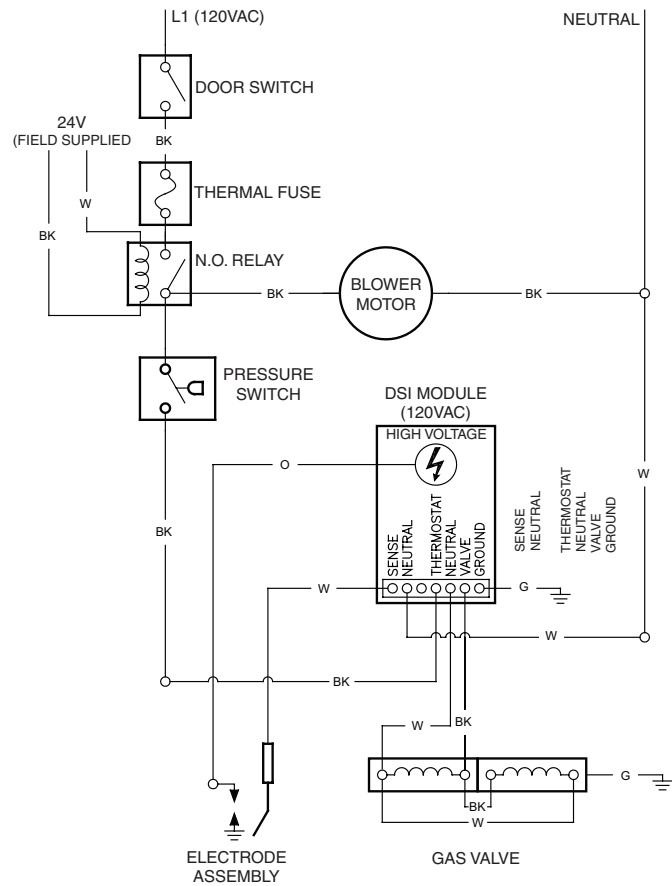 L1 (120VAC)
NEUTRAL
DOOR SWITCH
24V
(FIELD SUPPLIED
BK
THERMAL FUSE
W
BK
N.O. RELAY
BK
BLOWER
MOTOR
BK
PRESSURE
SWITCH
DSI MODULE
(120VAC)
HIGH VOLTAGE
O
W
BK
SENSE
NEUTRAL
THERMOSTAT
NEUTRAL
VALVE
GROUND
SENSE
NEUTRAL
THERMOSTAT
NEUTRAL
VALVE
GROUND
W
G
W
BK
W
BK
G
BK
W
ELECTRODE
ASSEMBLY
GAS VALVE